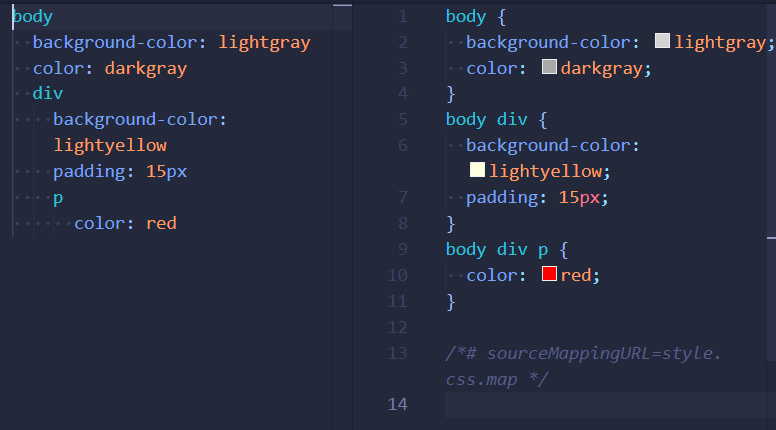 body
  background-color: lightgray
  color: darkgray
  div
    background-color:
    lightyellow
    padding: 15px
    p
      color: red
1 body {
2   background-color: lightgray;
3   color: darkgray;
4 }
5 body div {
6   background-color:
  lightyellow;
7   padding: 15px;
8 }
9 body div p {
10   color: red;
11 }
12
13 /*# sourceMappingURL=style.
css.map */
14